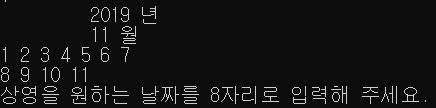 2019 년
11 월
1 2 3 4 5 6 7
8 9 10 11
상영을 원하는 날짜를 8자리로 입력해 주세요.